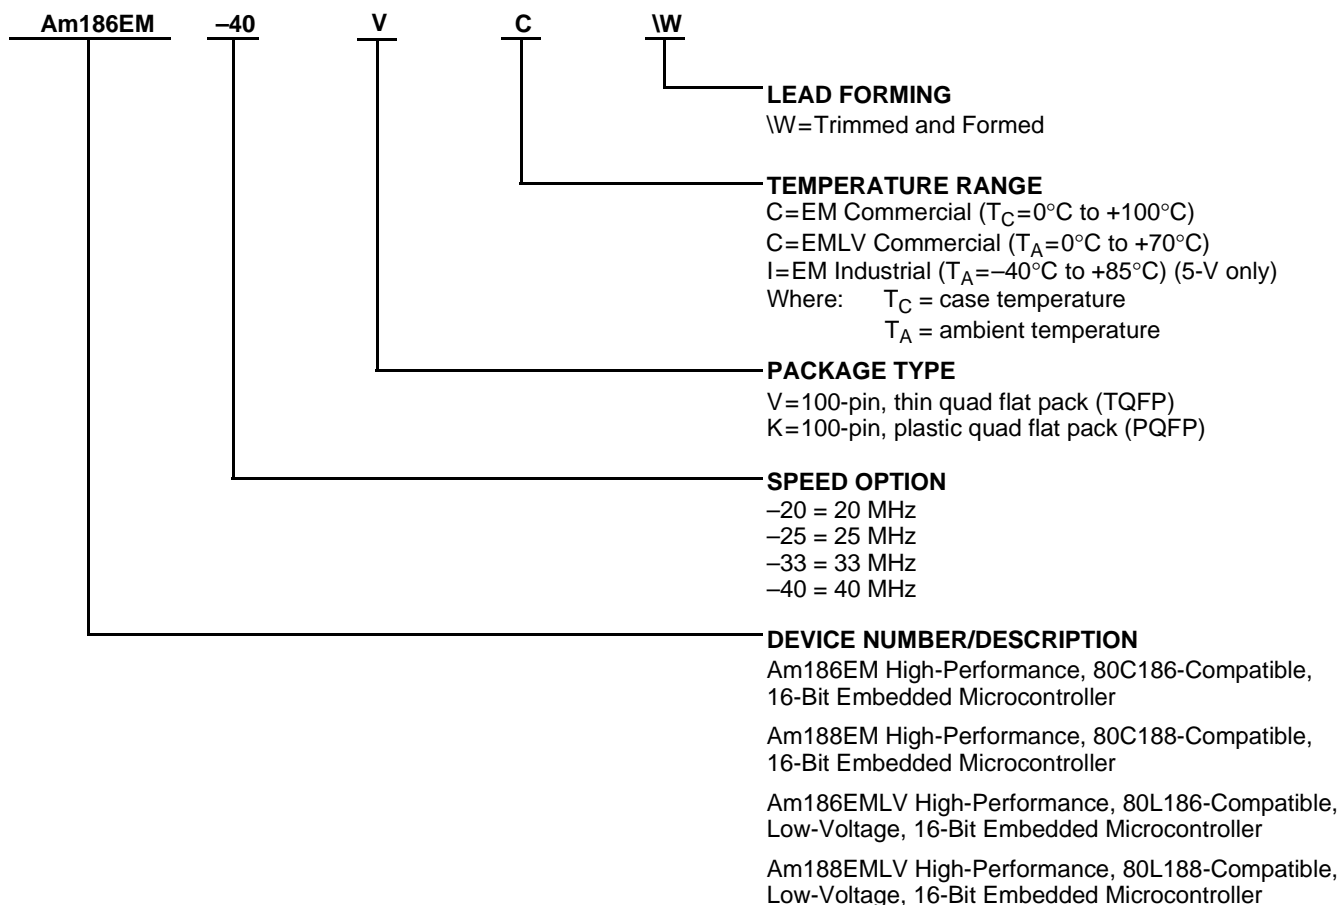 Am186EM –40 V C \W
LEAD FORMING
\W=Trimmed and Formed
TEMPERATURE RANGE
C=EM Commercial (TC=0°C to +100°C)
C=EMLV Commercial (TA=0°C to +70°C)
I=EM Industrial (TA=–40°C to +85°C) (5-V only)
Where: TC = case temperature
TA = ambient temperature
PACKAGE TYPE
V=100-pin, thin quad flat pack (TQFP)
K=100-pin, plastic quad flat pack (PQFP)
SPEED OPTION
–20 = 20 MHz
–25 = 25 MHz
–33 = 33 MHz
–40 = 40 MHz
DEVICE NUMBER/DESCRIPTION
Am186EM High-Performance, 80C186-Compatible,
16-Bit Embedded Microcontroller
Am188EM High-Performance, 80C188-Compatible,
16-Bit Embedded Microcontroller
Am186EMLV High-Performance, 80L186-Compatible,
Low-Voltage, 16-Bit Embedded Microcontroller
Am188EMLV High-Performance, 80L188-Compatible,
Low-Voltage, 16-Bit Embedded Microcontroller